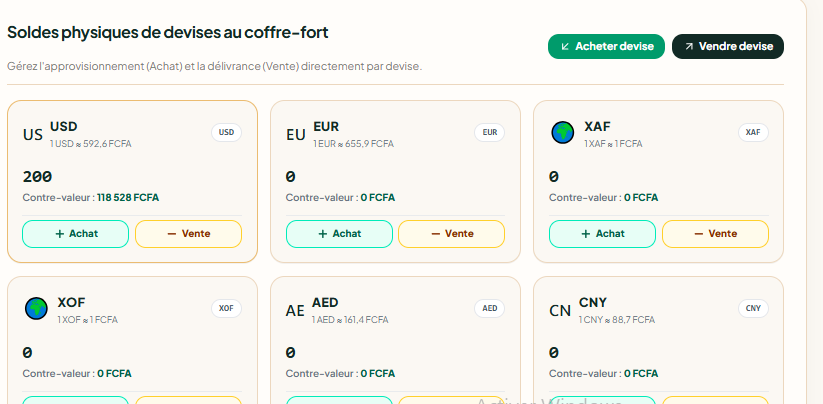 Soldes physiques de devises au coffre-fort
Gérez l'approvisionnement (Achat) et la délivrance (Vente) directement par devise.
Acheter devise
Vendre devise
US USD
1 USD ≈ 592,6 FCFA
USD
200
Contre-valeur : 118 528 FCFA
+ Achat
− Vente
EU EUR
1 EUR ≈ 655,9 FCFA
EUR
0
Contre-valeur : 0 FCFA
+ Achat
− Vente
XAF
1 XAF ≈ 1 FCFA
XAF
0
Contre-valeur : 0 FCFA
+ Achat
− Vente
XOF
1 XOF ≈ 1 FCFA
XOF
0
Contre-valeur : 0 FCFA
AE AED
1 AED ≈ 161,4 FCFA
AED
0
Contre-valeur : 0 FCFA
CN CNY
1 CNY ≈ 88,7 FCFA
CNY
0
Contre-valeur : 0 FCFA